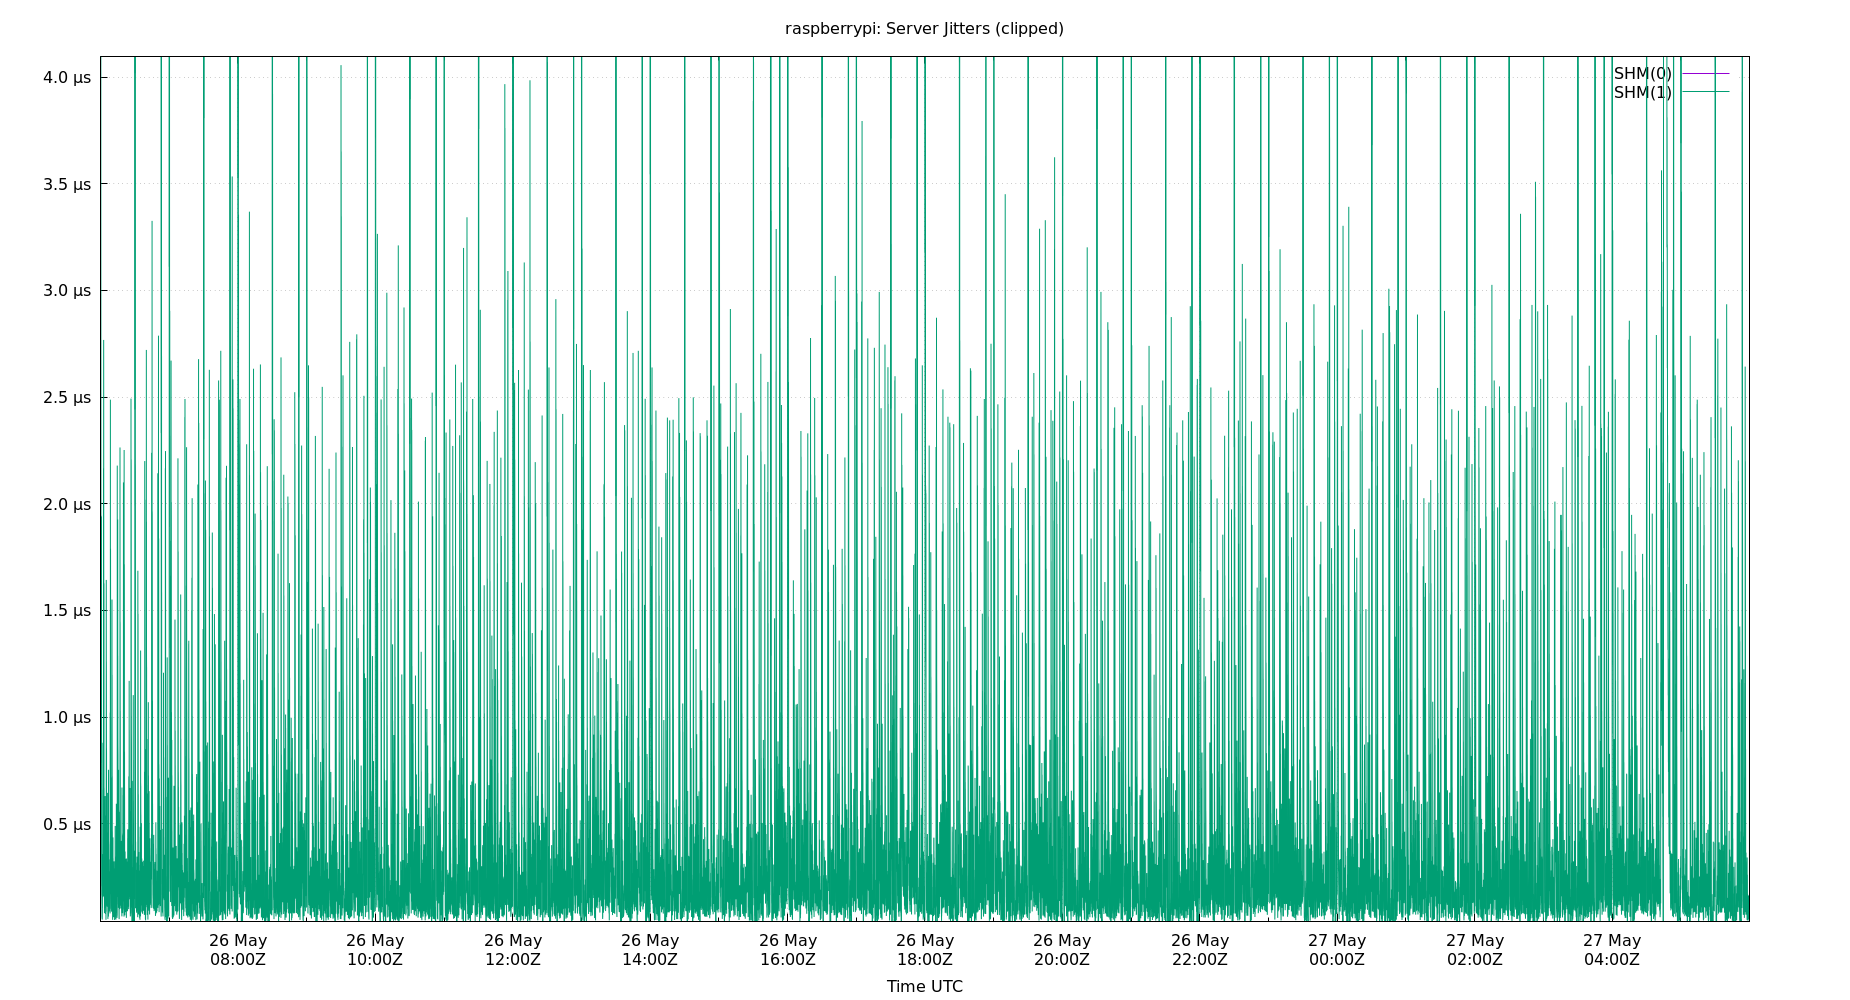 raspberrypi: Server Jitters (clipped)
SHM(0)
SHM(1)
4.0 µs
3.5 µs
3.0 µs
2.5 µs
2.0 µs
1.5 µs
1.0 µs
0.5 µs
26 May 26 May 26 May 26 May 26 May 26 May 26 May 26 May 27 May 27 May 27 May
08:00Z 10:00Z 12:00Z 14:00Z 16:00Z 18:00Z 20:00Z 22:00Z 00:00Z 02:00Z 04:00Z
Time UTC